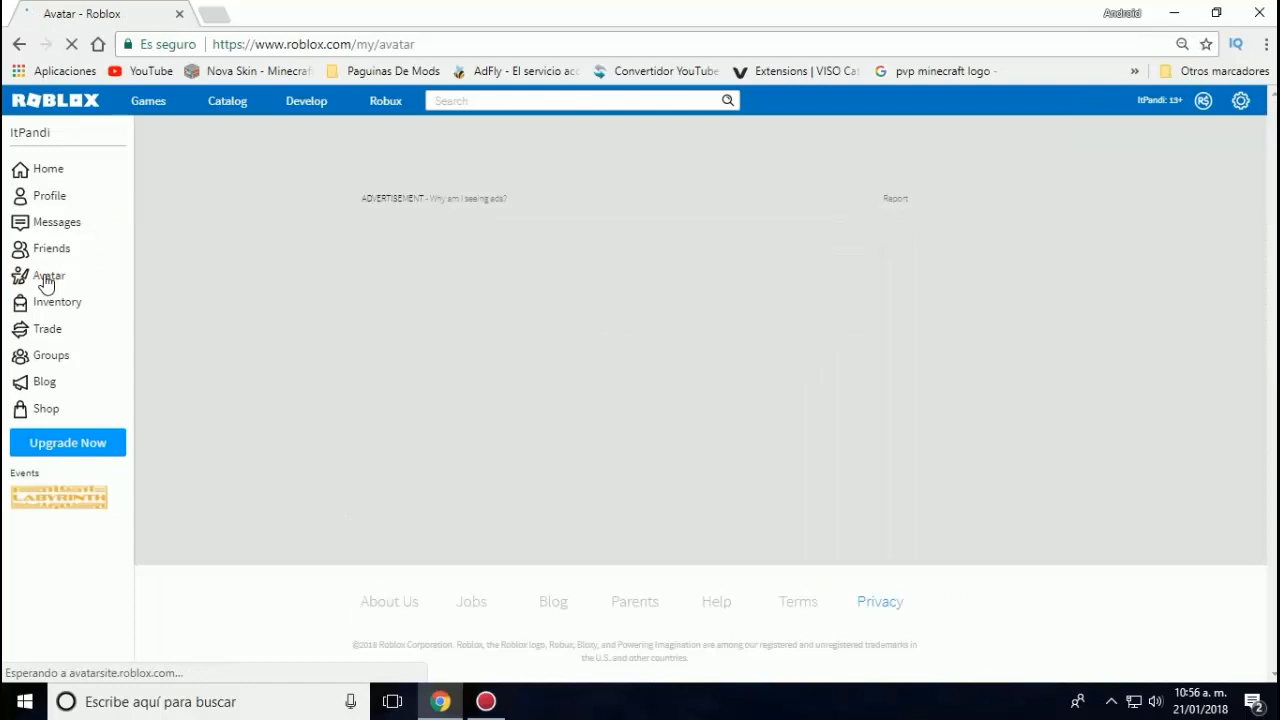 Avatar - Roblox
Android
Es seguro
https://www.roblox.com/my/avatar
IQ
Aplicaciones
YouTube
Nova Skin - Minecraf
Paguinas De Mods
AdFly - El servicio acc
Convertidor YouTube
Extensions | VISO Cat
pvp minecraft logo -
»
Otros marcadores
ROBLOX
Games
Catalog
Develop
Robux
Search
ItPandi: 13+
R$
ItPandi
Home
Profile
Messages
Friends
Avatar
Inventory
Trade
Groups
Blog
Shop
Upgrade Now
Events
LABYRINTH
ADVERTISEMENT - Why am I seeing ads?
Report
About Us
Jobs
Blog
Parents
Help
Terms
Privacy
©2018 Roblox Corporation. Roblox, the Roblox logo, Robux, Bloxy, and Powering Imagination are among our registered and unregistered trademarks in
the U.S. and other countries.
Esperando a avatarsite.roblox.com...
Escribe aquí para buscar
10:56 a. m.
21/01/2018
2